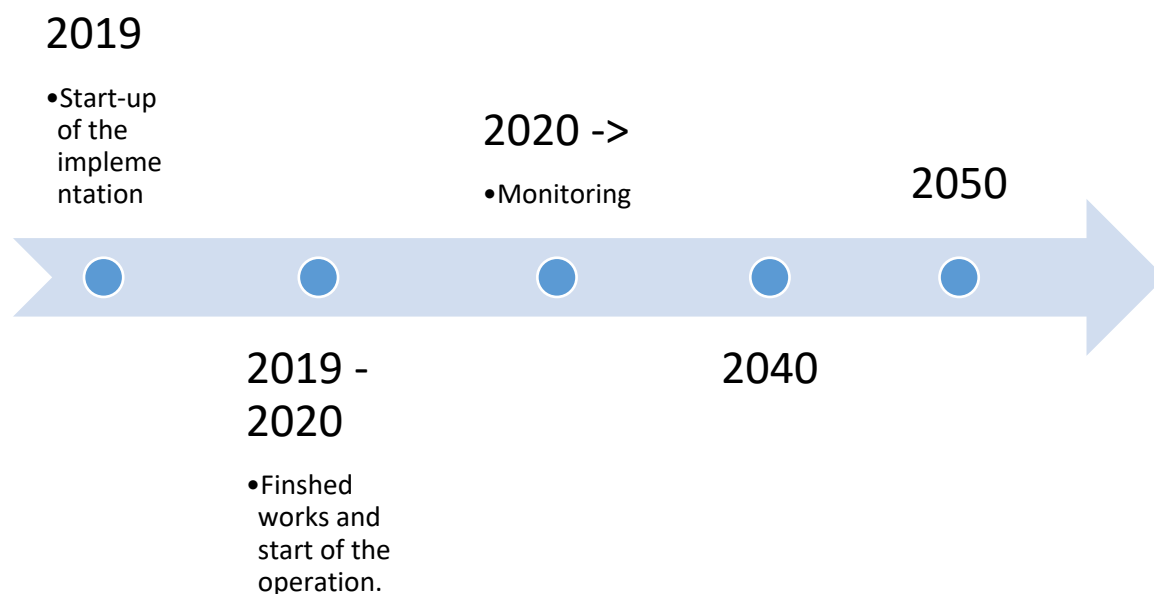 2019
•Start-up
of the
impleme
ntation
2019 -
2020
•Finshed
works and
start of the
operation.
2020 ->
•Monitoring
2040
2050